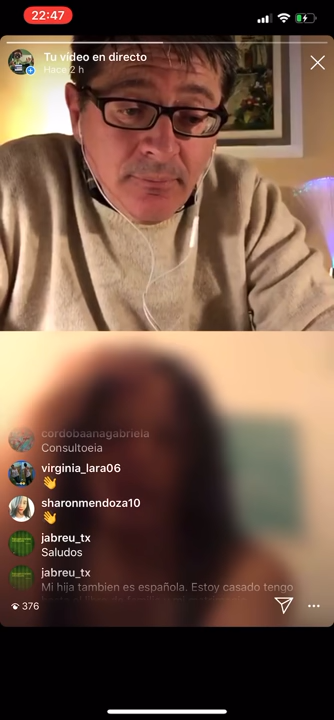 22:47
Tu vídeo en directo
Hace 2 h
cordobaanagabriela
Consultoeia
virginia_lara06
👋
sharonmendoza10
👋
jabreu_tx
Saludos
jabreu_tx
Mi hija tambien es española. Estoy casado tengo
376